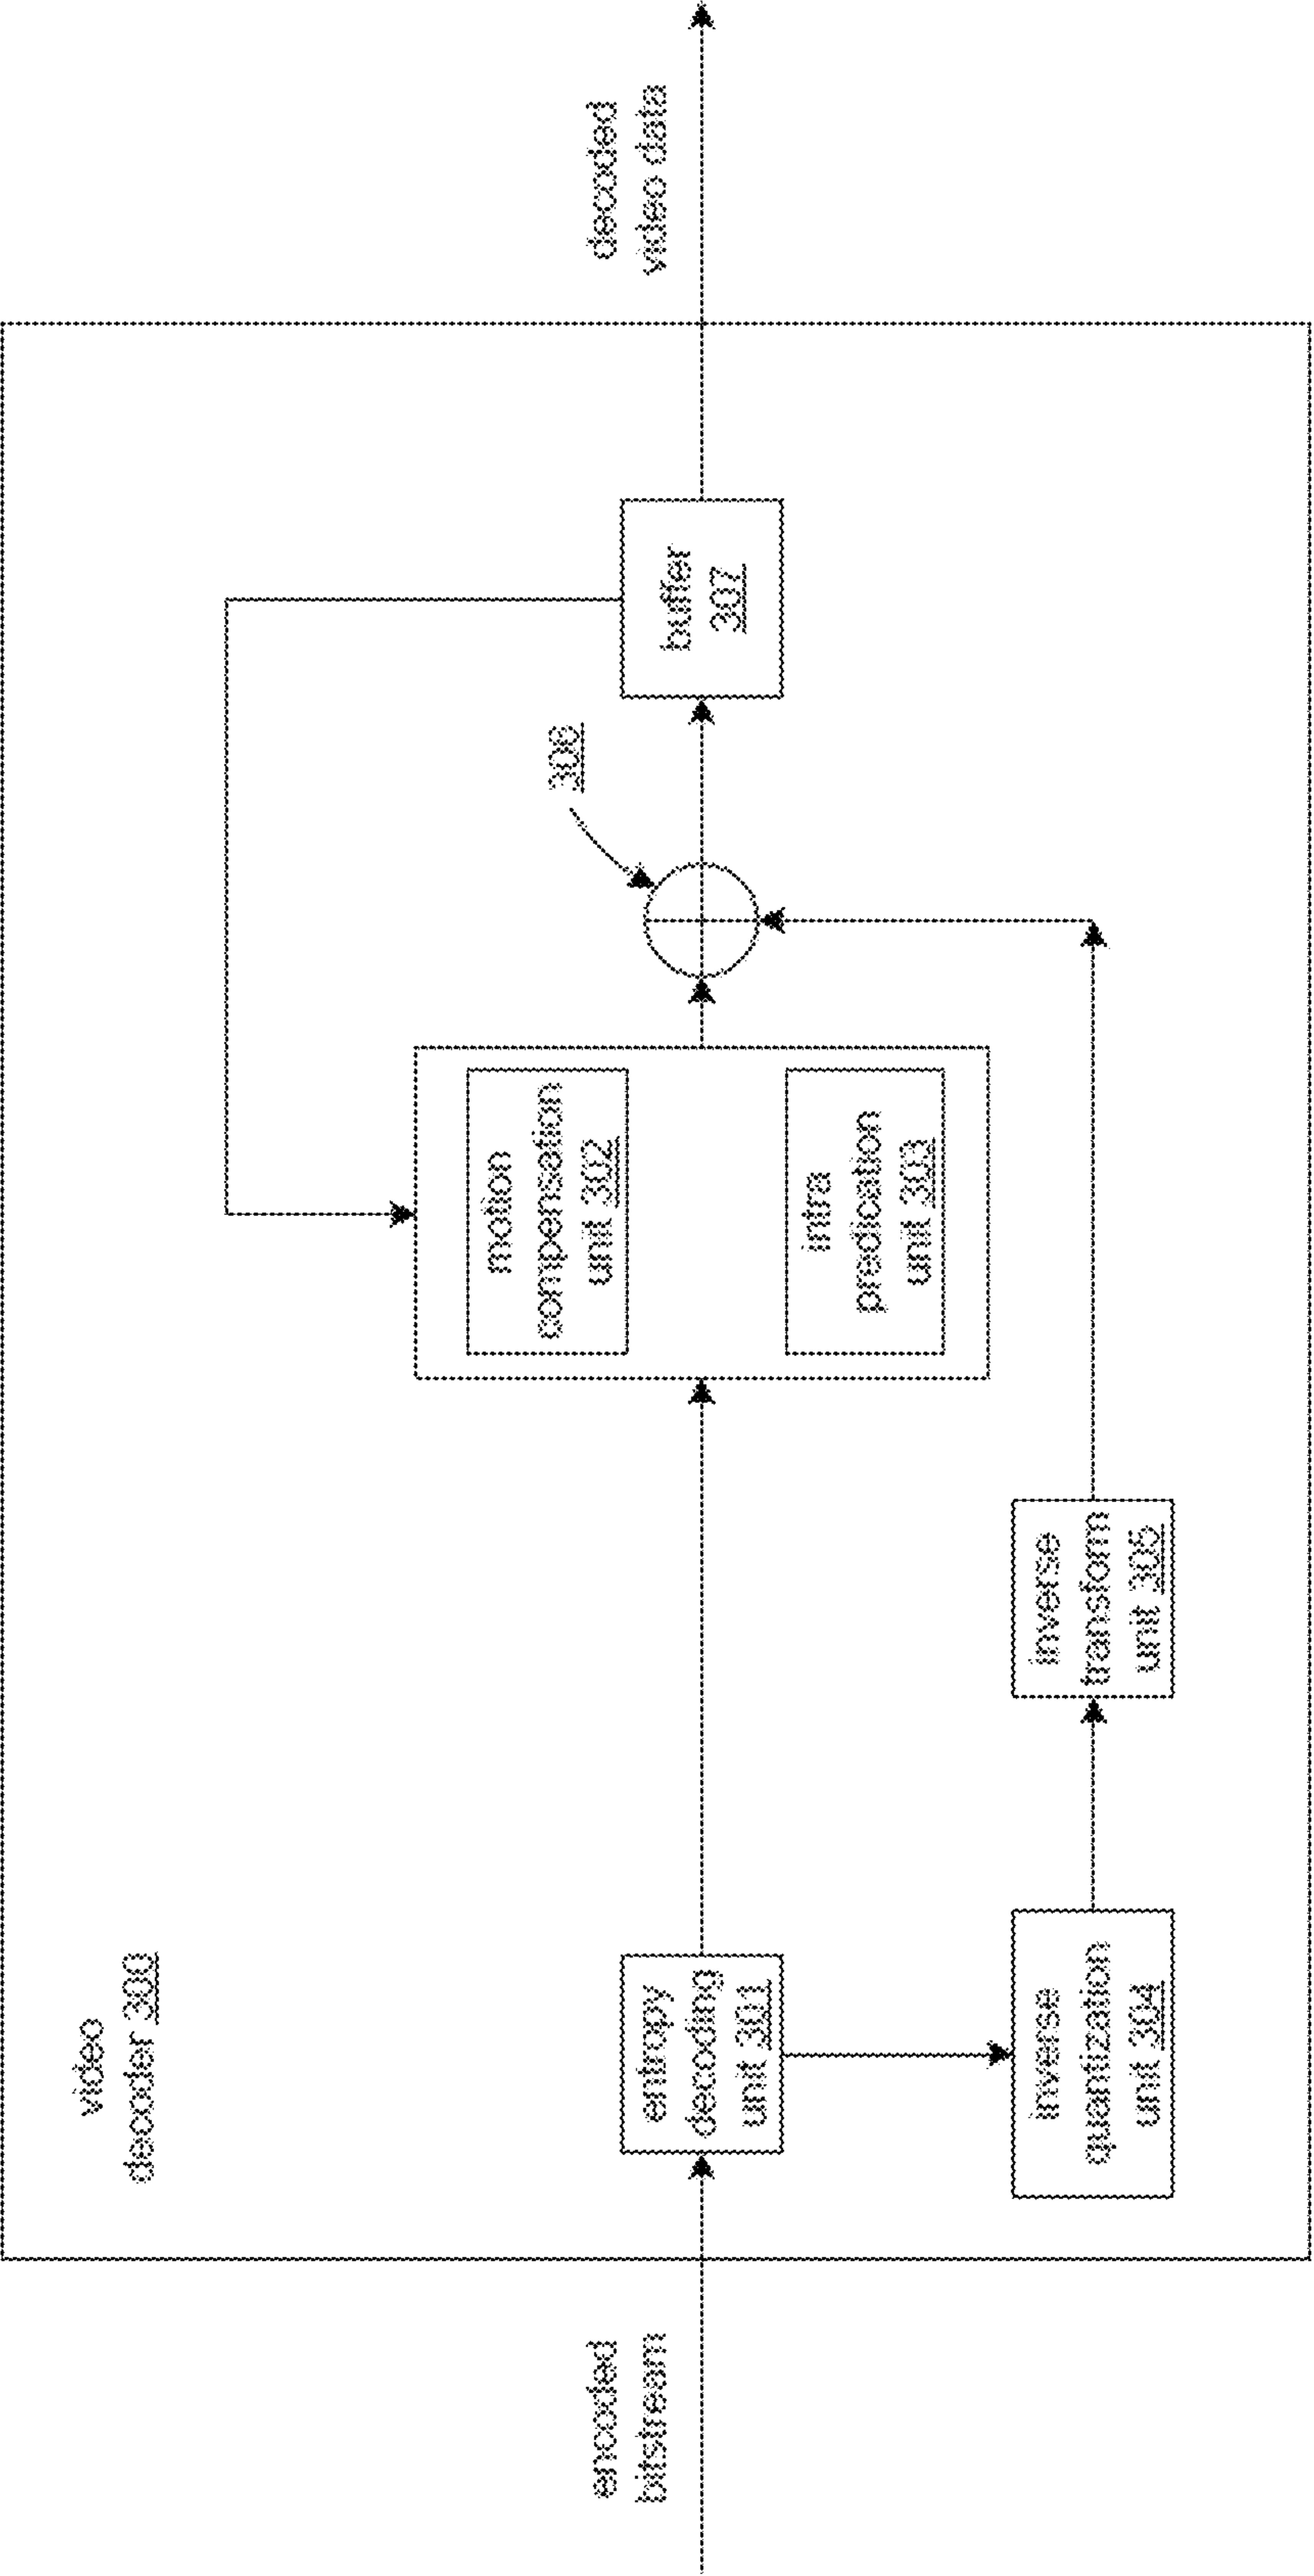 video
decoder 300
encoded
bitstream
entropy
decoding
unit 301
motion
compensation
unit 302
intra
predication
unit 303
306
buffer
307
decoded
video data
inverse
quantization
unit 304
inverse
transform
unit 305